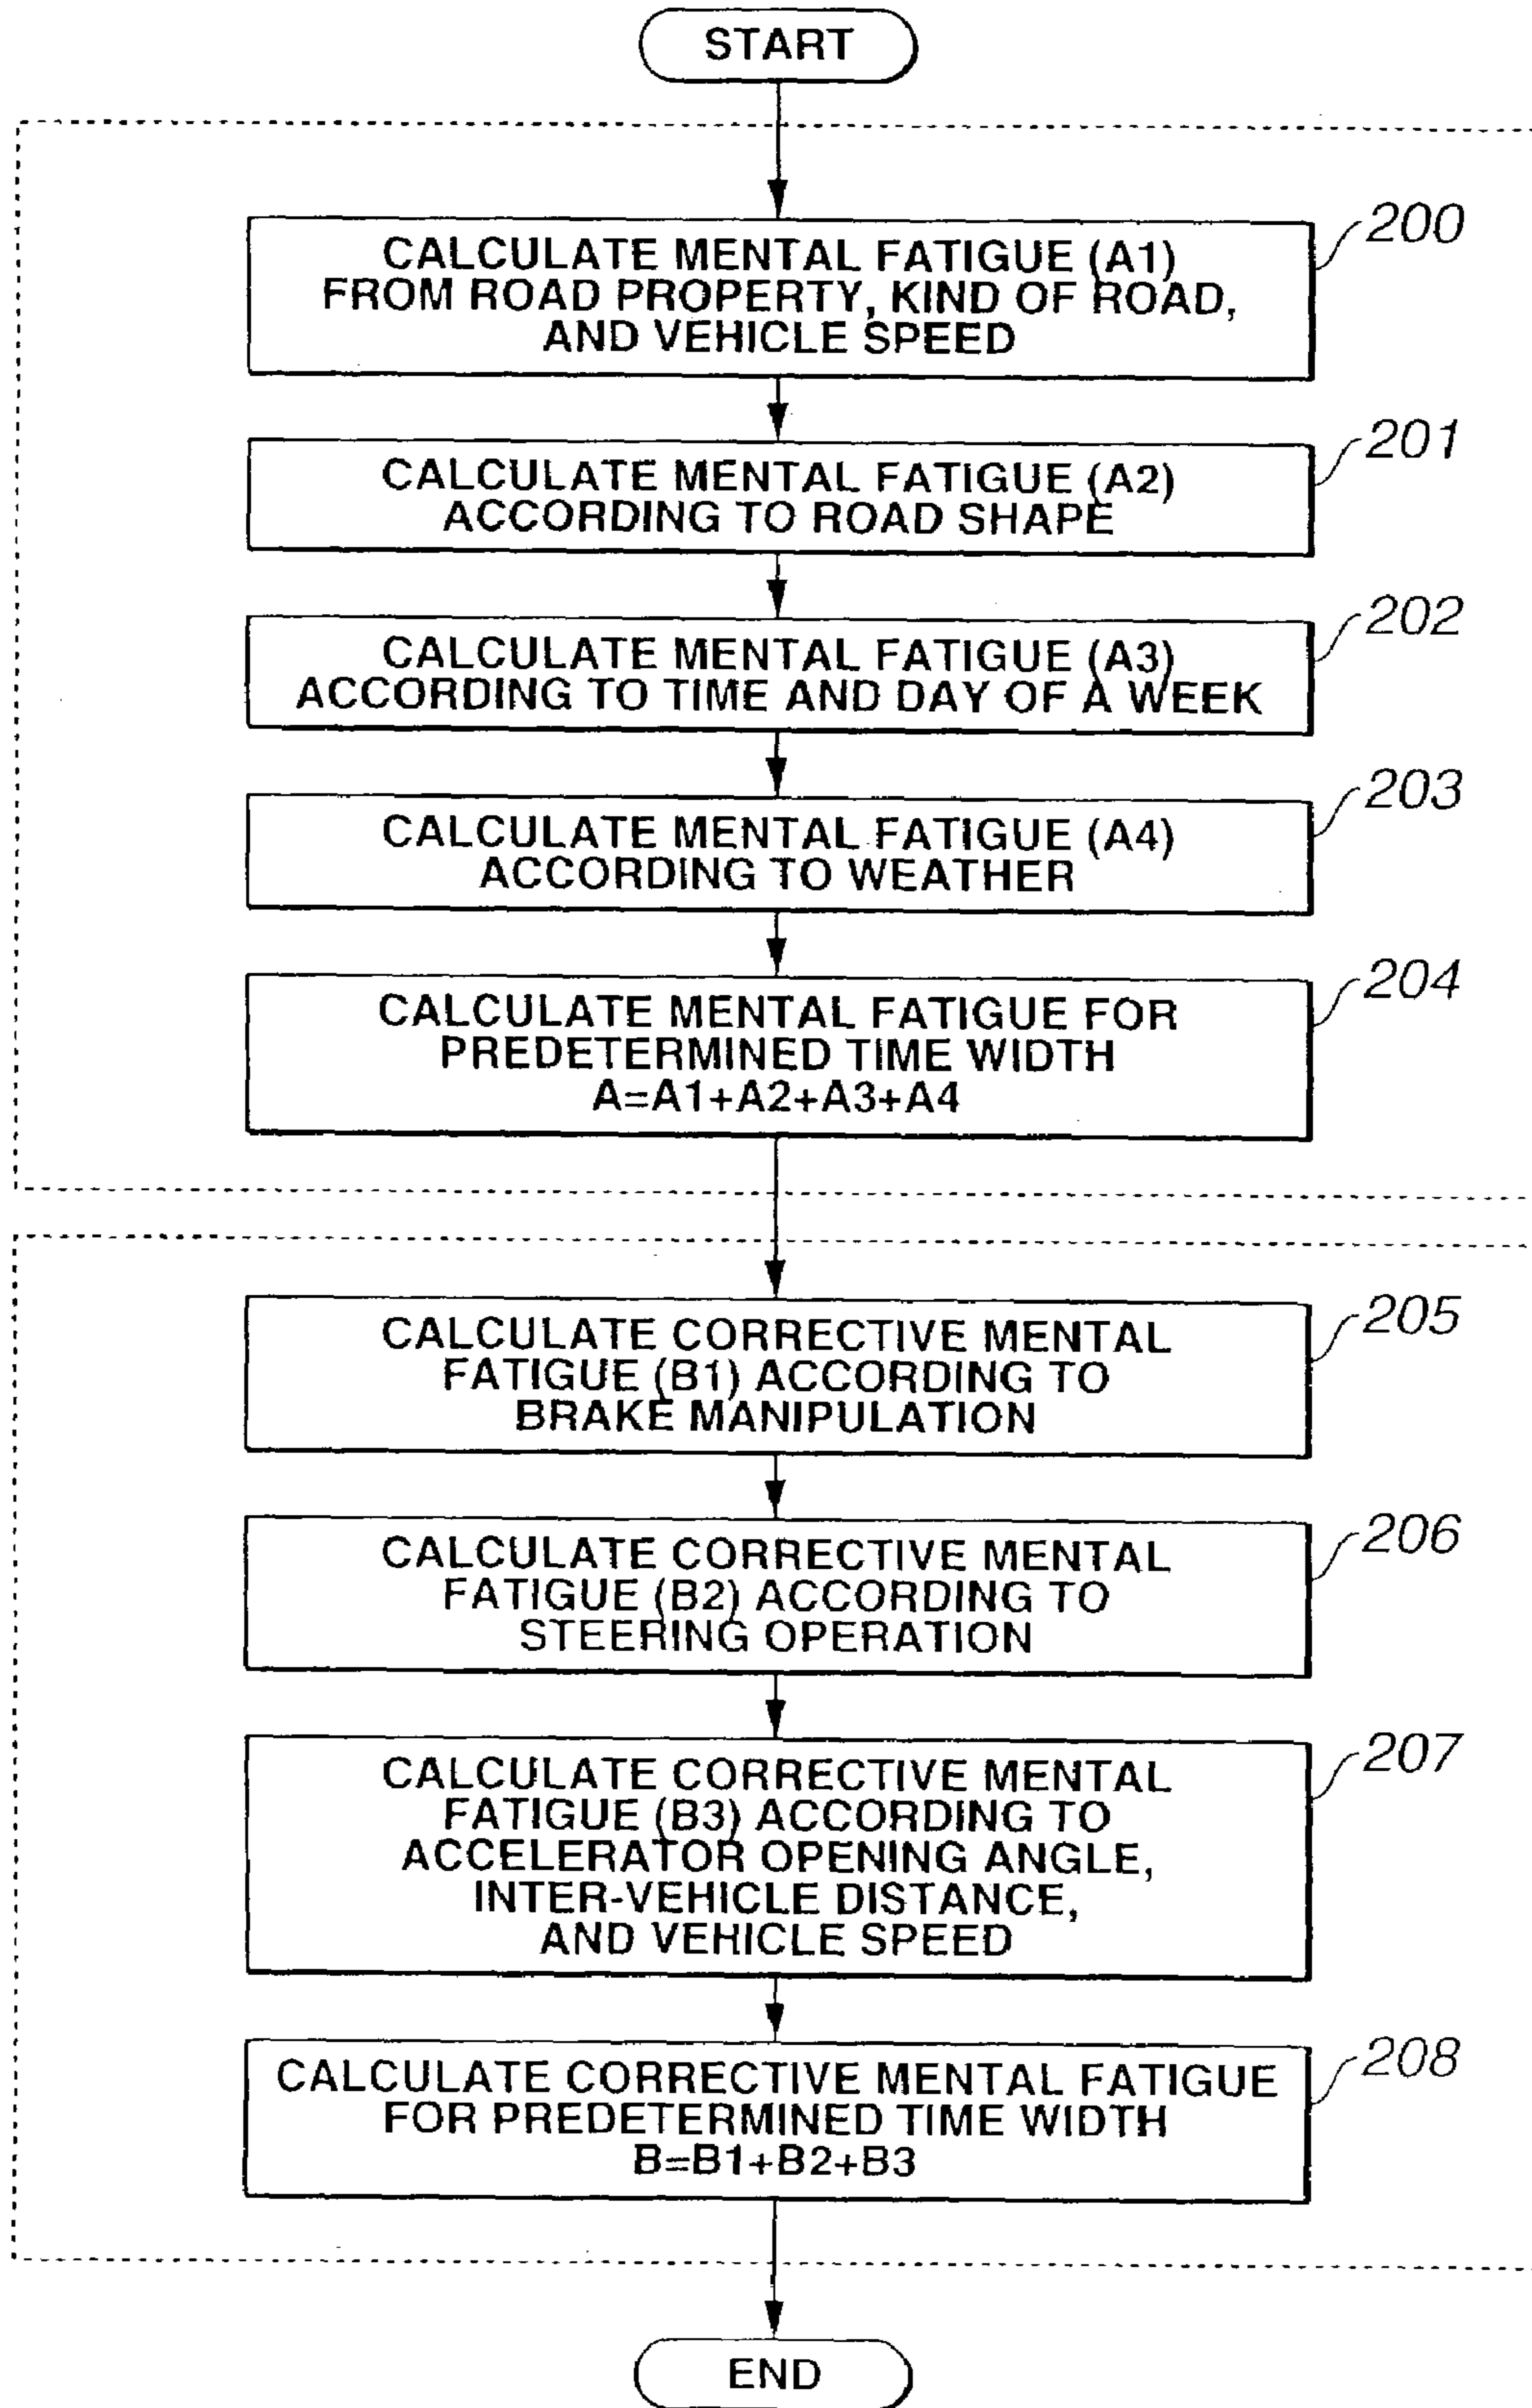 START
200
CALCULATE MENTAL FATIGUE (A1)
FROM ROAD PROPERTY, KIND OF ROAD,
AND VEHICLE SPEED
201
CALCULATE MENTAL FATIGUE (A2)
ACCORDING TO ROAD SHAPE
202
CALCULATE MENTAL FATIGUE (A3)
ACCORDING TO TIME AND DAY OF A WEEK
203
CALCULATE MENTAL FATIGUE (A4)
ACCORDING TO WEATHER
204
CALCULATE MENTAL FATIGUE FOR
PREDETERMINED TIME WIDTH
A=A1+A2+A3+A4
205
CALCULATE CORRECTIVE MENTAL
FATIGUE (B1) ACCORDING TO
BRAKE MANIPULATION
206
CALCULATE CORRECTIVE MENTAL
FATIGUE (B2) ACCORDING TO
STEERING OPERATION
207
CALCULATE CORRECTIVE MENTAL
FATIGUE (B3) ACCORDING TO
ACCELERATOR OPENING ANGLE,
INTER-VEHICLE DISTANCE,
AND VEHICLE SPEED
208
CALCULATE CORRECTIVE MENTAL FATIGUE
FOR PREDETERMINED TIME WIDTH
B=B1+B2+B3
END